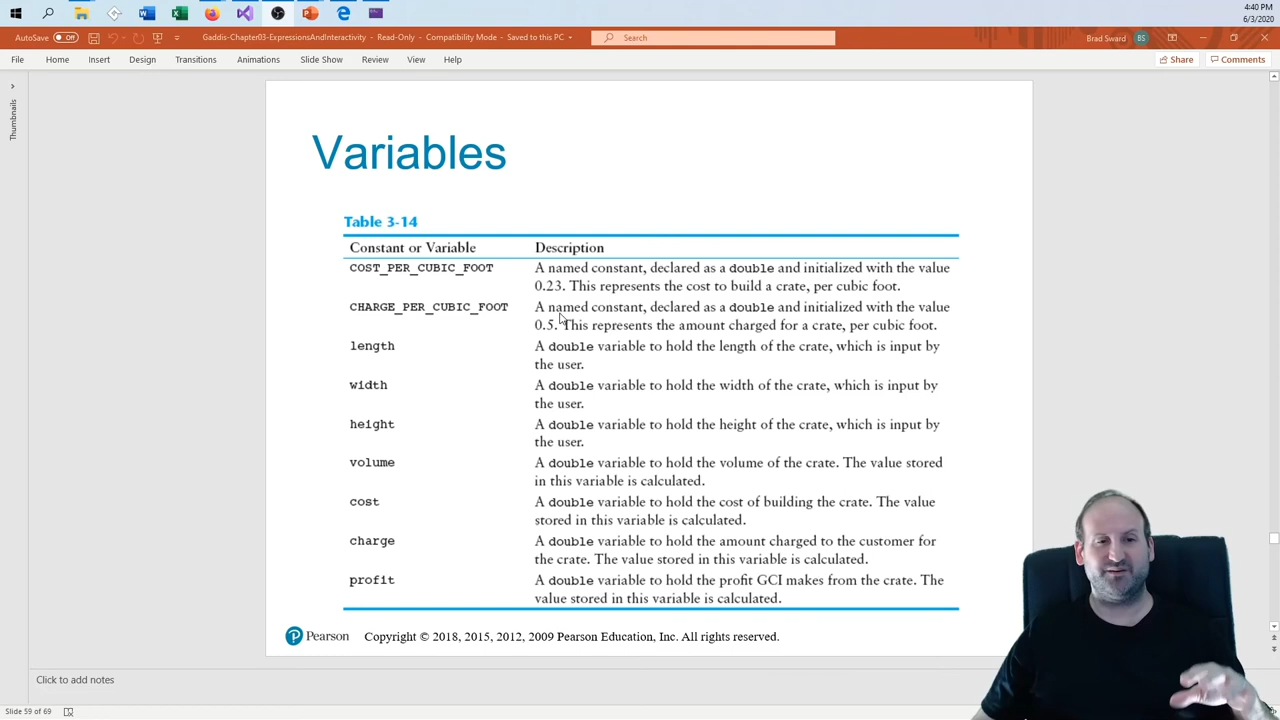 4:40 PM
6/3/2020
AutoSave Off
Gaddis-Chapter03-ExpressionsAndInteractivity - Read-Only - Compatibility Mode - Saved to this PC
Search
Brad Sward BS
File Home Insert Design Transitions Animations Slide Show Review View Help
Share Comments
Thumbnails
Variables
Table 3-14
Constant or Variable Description
COST_PER_CUBIC_FOOT A named constant, declared as a double and initialized with the value
0.23. This represents the cost to build a crate, per cubic foot.
CHARGE_PER_CUBIC_FOOT A named constant, declared as a double and initialized with the value
0.5. This represents the amount charged for a crate, per cubic foot.
length A double variable to hold the length of the crate, which is input by
the user.
width A double variable to hold the width of the crate, which is input by
the user.
height A double variable to hold the height of the crate, which is input by
the user.
volume A double variable to hold the volume of the crate. The value stored
in this variable is calculated.
cost A double variable to hold the cost of building the crate. The value
stored in this variable is calculated.
charge A double variable to hold the amount charged to the customer for
the crate. The value stored in this variable is calculated.
profit A double variable to hold the profit GCI makes from the crate. The
value stored in this variable is calculated.
Pearson Copyright © 2018, 2015, 2012, 2009 Pearson Education, Inc. All rights reserved.
Click to add notes
Slide 59 of 69